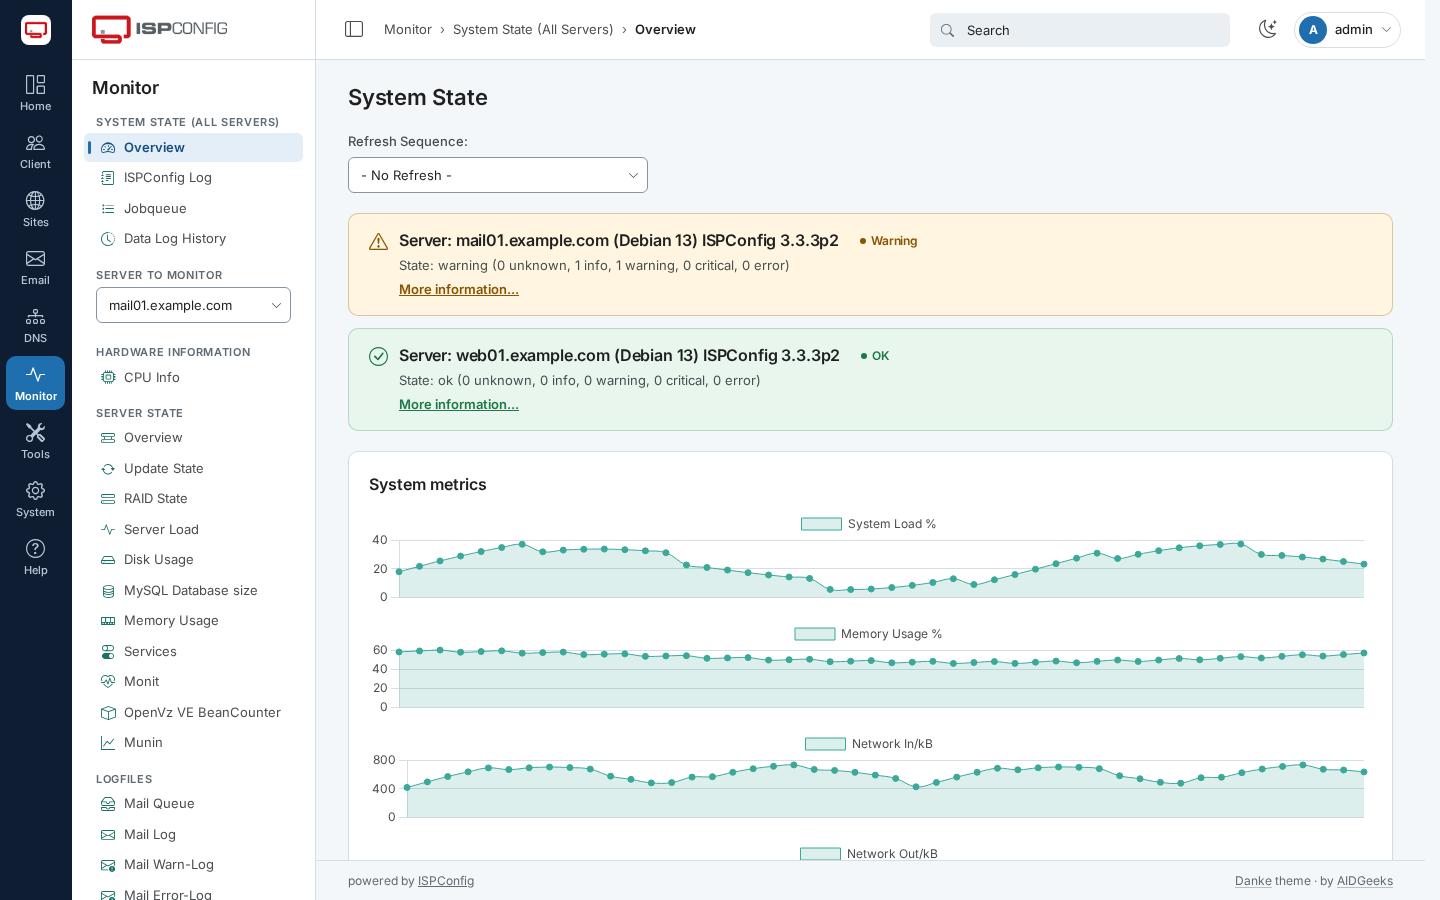 ISPCONFIG
Home
Client
Sites
Email
DNS
Monitor
Tools
System
Help
Monitor
SYSTEM STATE (ALL SERVERS)
Overview
ISPConfig Log
Jobqueue
Data Log History
SERVER TO MONITOR
mail01.example.com
HARDWARE INFORMATION
CPU Info
SERVER STATE
Overview
Update State
RAID State
Server Load
Disk Usage
MySQL Database size
Memory Usage
Services
Monit
OpenVz VE BeanCounter
Munin
LOGFILES
Mail Queue
Mail Log
Mail Warn-Log
Mail Error-Log
Monitor › System State (All Servers) › Overview
Search
A admin
System State
Refresh Sequence:
- No Refresh -
Server: mail01.example.com (Debian 13) ISPConfig 3.3.3p2 Warning
State: warning (0 unknown, 1 info, 1 warning, 0 critical, 0 error)
More information...
Server: web01.example.com (Debian 13) ISPConfig 3.3.3p2 OK
State: ok (0 unknown, 0 info, 0 warning, 0 critical, 0 error)
More information...
System metrics
System Load %
40
20
0
Memory Usage %
60
40
20
0
Network In/kB
800
400
0
Network Out/kB
powered by ISPConfig
Danke theme · by AIDGeeks